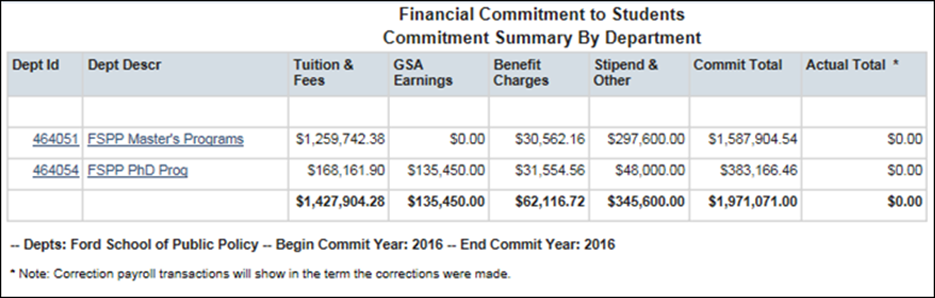 Financial Commitment to Students
Commitment Summary By Department
Dept Id Dept Descr Tuition & Fees GSA Earnings Benefit Charges Stipend & Other Commit Total Actual Total *
464051 FSPP Master's Programs $1,259,742.38 $0.00 $30,562.16 $297,600.00 $1,587,904.54 $0.00
464054 FSPP PhD Prog $168,161.90 $135,450.00 $31,554.56 $48,000.00 $383,166.46 $0.00
$1,427,904.28 $135,450.00 $62,116.72 $345,600.00 $1,971,071.00 $0.00
-- Depts: Ford School of Public Policy -- Begin Commit Year: 2016 -- End Commit Year: 2016
* Note: Correction payroll transactions will show in the term the corrections were made.